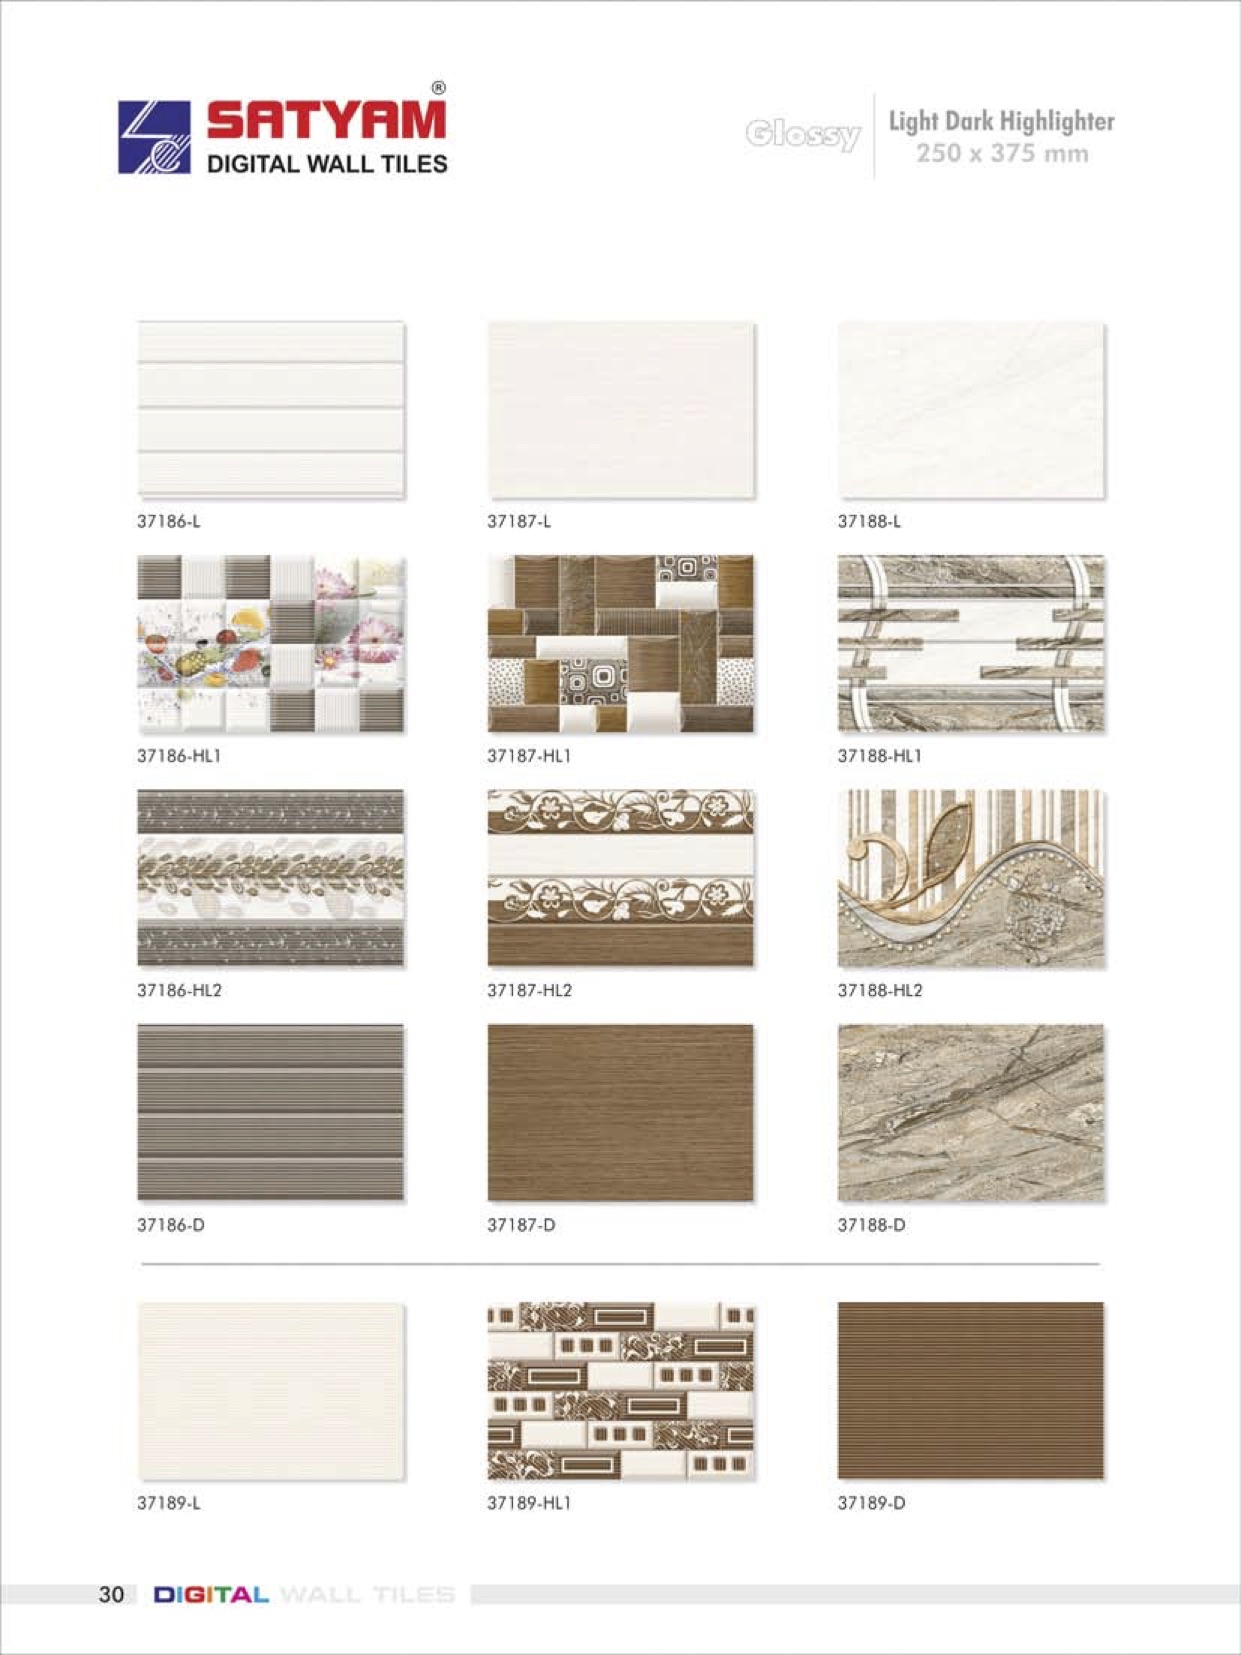 SATYAM ®
DIGITAL WALL TILES
Glossy
Light Dark Highlighter
250 x 375 mm
37186-L
37187-L
37188-L
37186-HL1
37187-HL1
37188-HL1
37186-HL2
37187-HL2
37188-HL2
37186-D
37187-D
37188-D
37189-L
37189-HL1
37189-D
30 DIGITAL WALL TILES